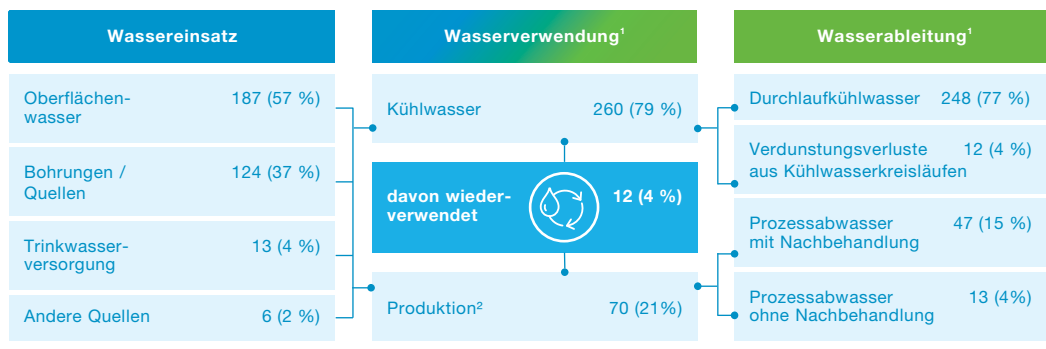 Wassereinsatz
Oberflächen-
wasser
187 (57 %)
Bohrungen /
Quellen
124 (37 %)
Trinkwasser-
versorgung
13 (4 %)
Andere Quellen
6 (2 %)
Wasserverwendung¹
Kühlwasser
260 (79 %)
davon wieder-
verwendet
12 (4 %)
Produktion²
70 (21%)
Wasserableitung¹
Durchlaufkühlwasser
248 (77 %)
Verdunstungsverluste
aus Kühlwasserkreisläufen
12 (4 %)
Prozessabwasser
mit Nachbehandlung
47 (15 %)
Prozessabwasser
ohne Nachbehandlung
13 (4%)